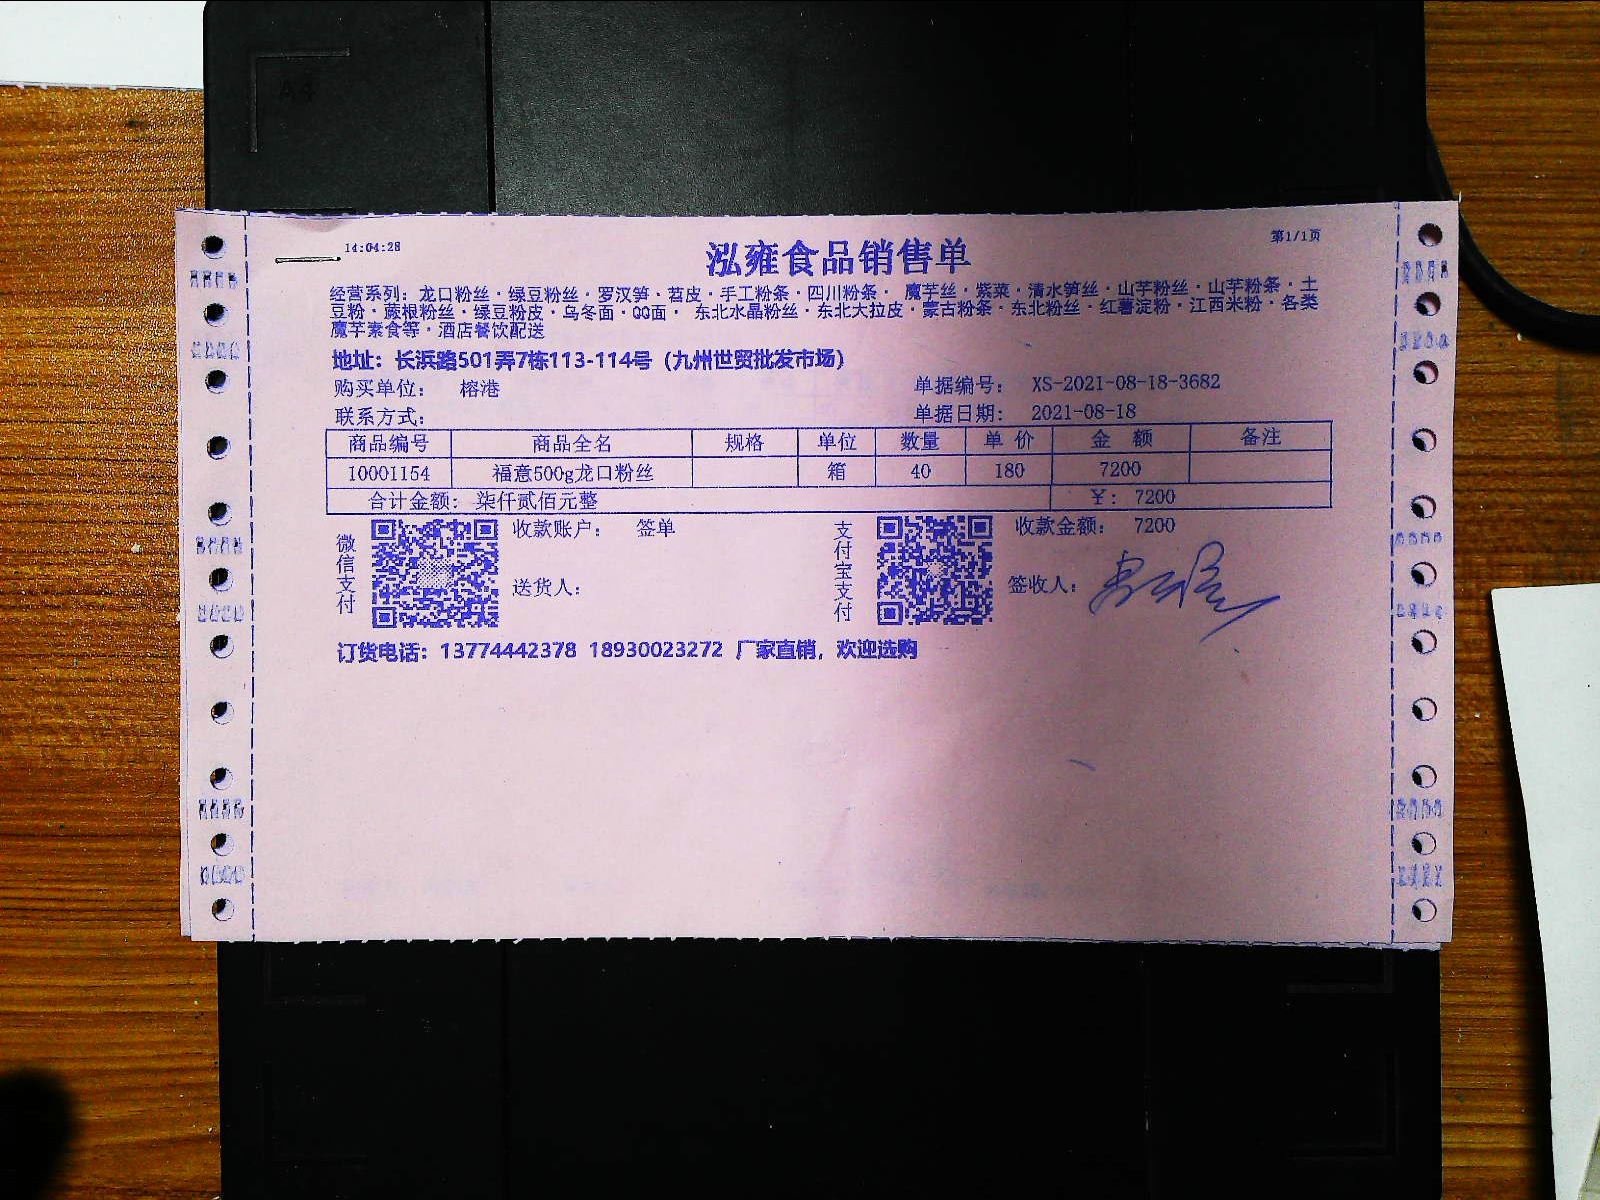 A4
14:04:28
泓雍食品销售单
第1/1页
经营系列：龙口粉丝·绿豆粉丝·罗汉笋·苕皮·手工粉条·四川粉条· 魔芋丝·紫菜·清水笋丝·山芋粉丝·山芋粉条·土
豆粉·蕨根粉丝·绿豆粉皮·乌冬面·QQ面· 东北水晶粉丝·东北大拉皮·蒙古粉条·东北粉丝·红薯淀粉·江西米粉·各类
魔芋素食等·酒店餐饮配送
地址：长浜路501弄7栋113-114号（九州世贸批发市场）
购买单位： 榕港 单据编号： XS-2021-08-18-3682
联系方式： 单据日期： 2021-08-18
商品编号 商品全名 规格 单位 数量 单 价 金 额 备注
10001154 福意500g龙口粉丝 箱 40 180 7200
合计金额： 柒仟贰佰元整 ￥： 7200
微信支付 收款账户： 签单 支付宝支付 收款金额： 7200
送货人： 签收人：
订货电话：13774442378 18930023272 厂家直销，欢迎选购